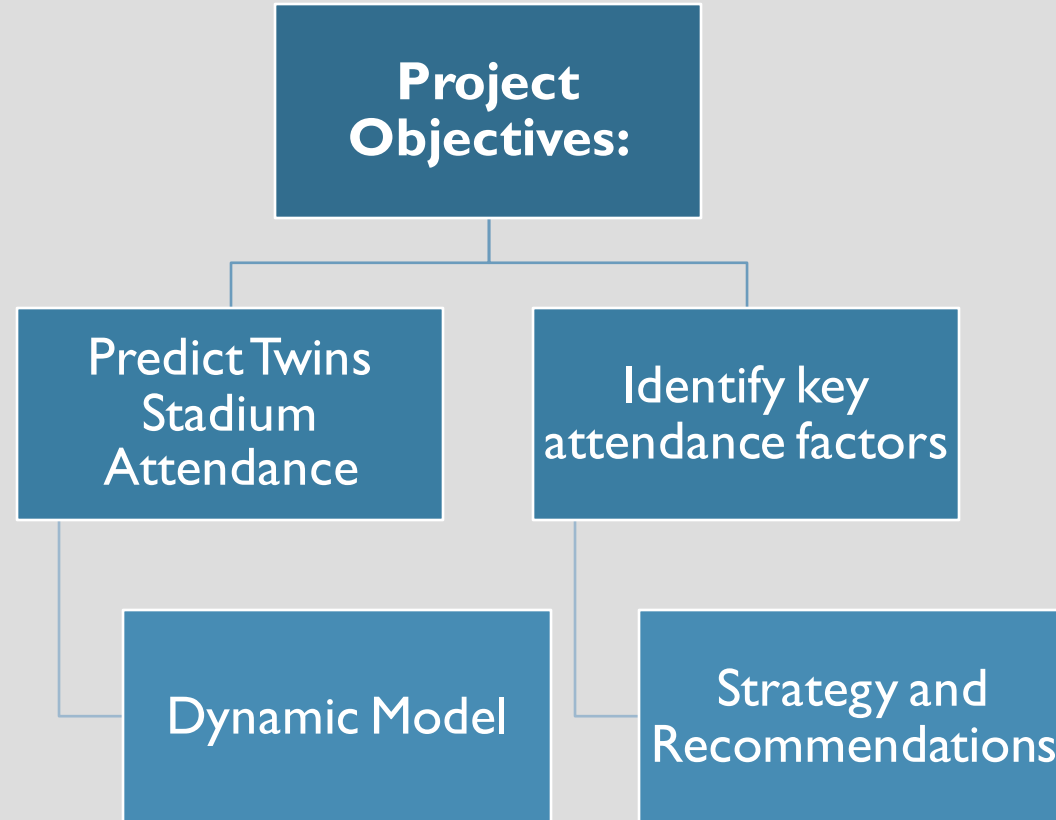 Project
Objectives:
Predict Twins
Stadium
Attendance
Identify key
attendance factors
Dynamic Model
Strategy and
Recommendations